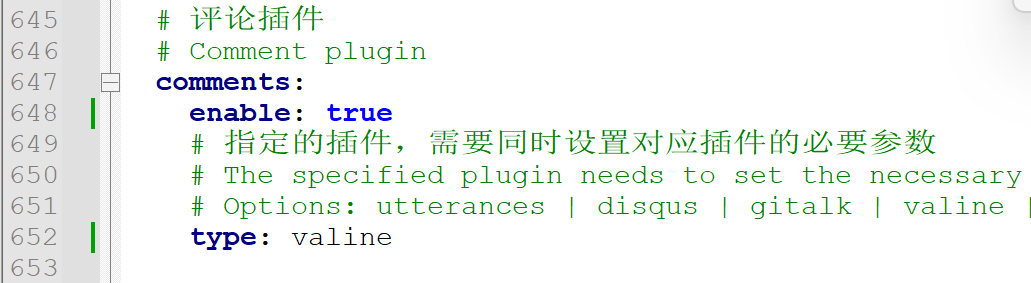 645 # 评论插件
646 # Comment plugin
647 comments:
648 enable: true
649 # 指定的插件，需要同时设置对应插件的必要参数
650 # The specified plugin needs to set the necessary
651 # Options: utterances | disqus | gitalk | valine |
652 type: valine
653